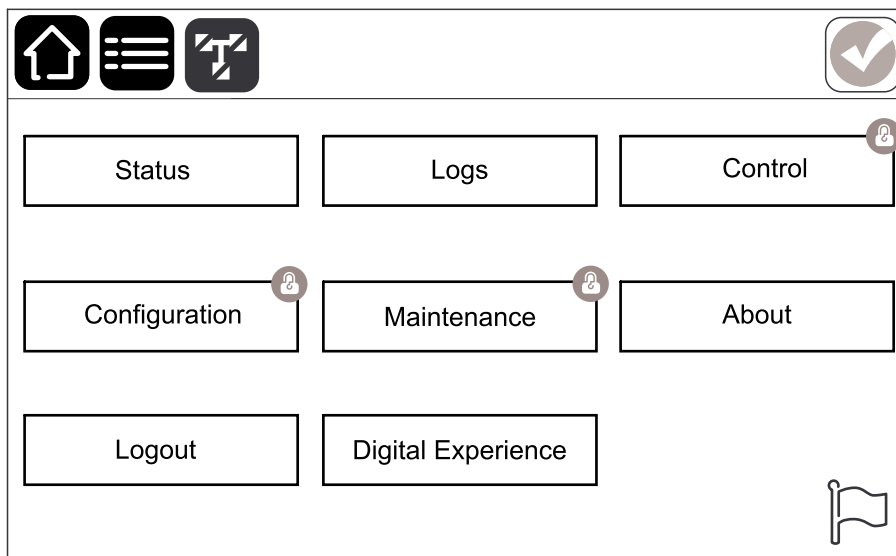 Status
Logs
Control
Configuration
Maintenance
About
Logout
Digital Experience